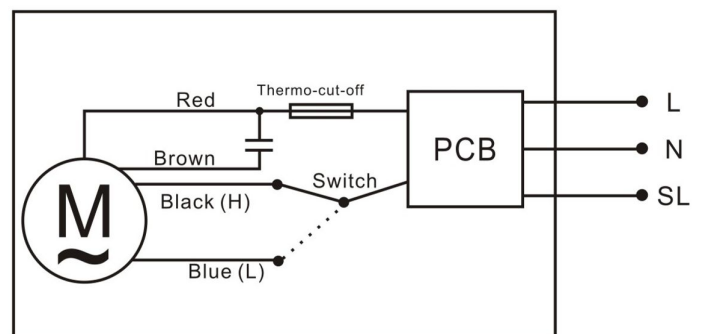 Thermo-cut-off
Red
L
PCB
N
Brown
Switch
SL
Black (H)
M
~
Blue (L)